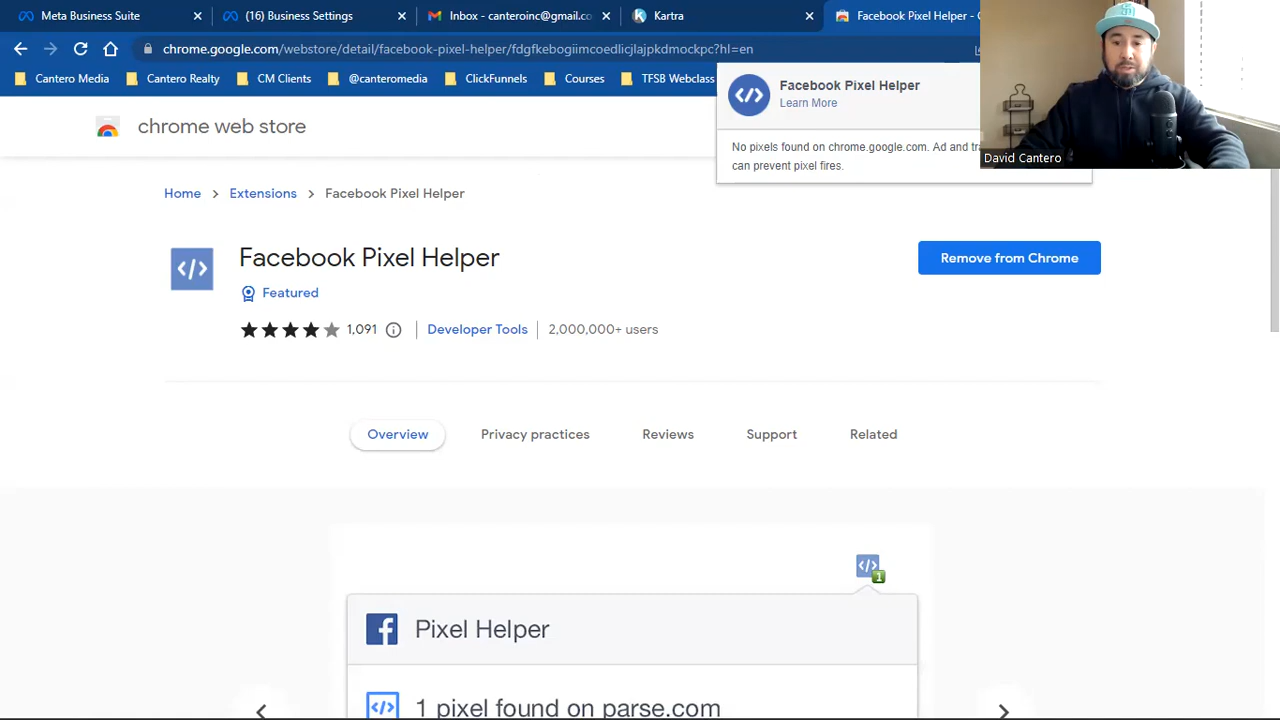 Meta Business Suite
(16) Business Settings
Inbox - canteroinc@gmail.co
Kartra
Facebook Pixel Helper - C
chrome.google.com/webstore/detail/facebook-pixel-helper/fdgfkebogiimcoedlicjlajpkdmockpc?hl=en
Cantero Media
Cantero Realty
CM Clients
@canteromedia
ClickFunnels
Courses
TFSB Webclass
Facebook Pixel Helper
Learn More
No pixels found on chrome.google.com. Ad and tra
can prevent pixel fires.
David Cantero
chrome web store
Home > Extensions > Facebook Pixel Helper
Facebook Pixel Helper
Remove from Chrome
Featured
1,091
Developer Tools
2,000,000+ users
Overview
Privacy practices
Reviews
Support
Related
1
Pixel Helper
1 pixel found on parse.com